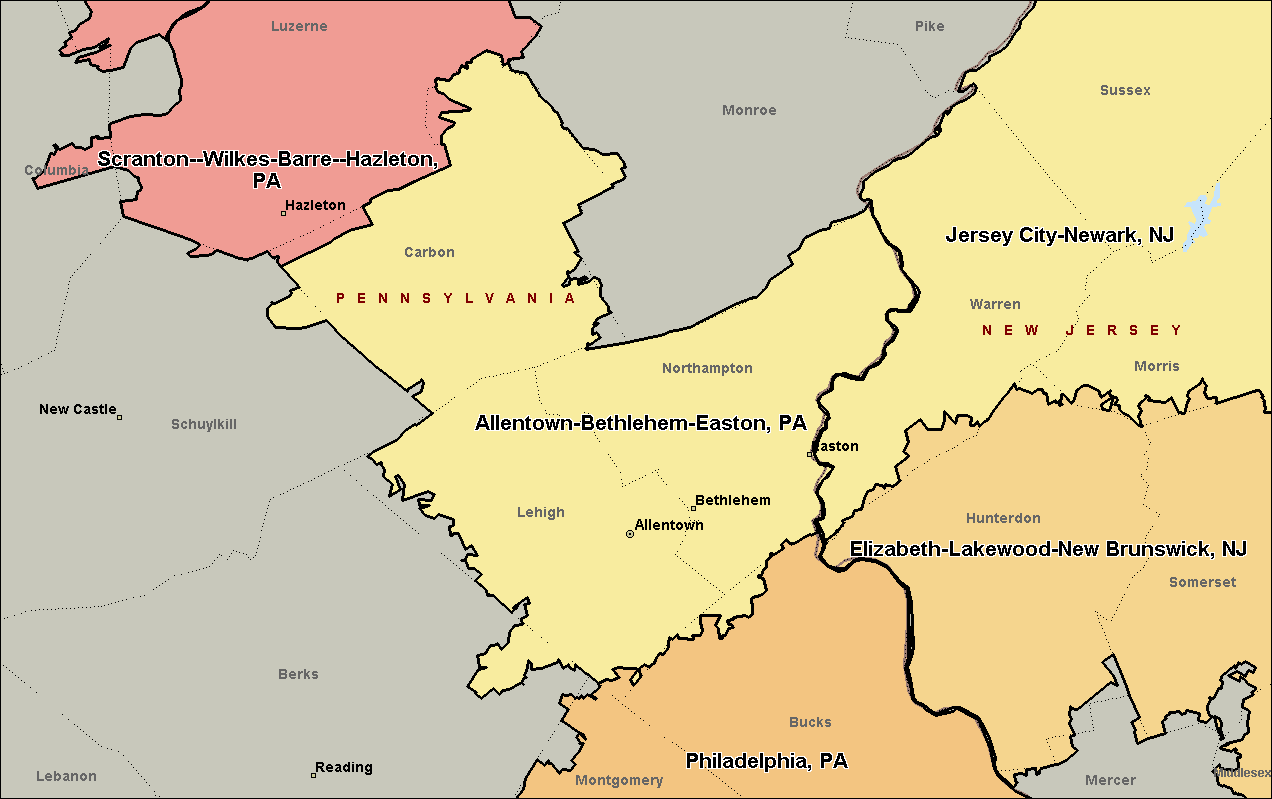 Luzerne
Pike
Sussex
Monroe
Scranton--Wilkes-Barre--Hazleton,
PA
Columbia
Hazleton
Jersey City-Newark, NJ
Carbon
PENNSYLVANIA
Warren
NEW JERSEY
Morris
Northampton
New Castle
Schuylkill
Allentown-Bethlehem-Easton, PA
Easton
Bethlehem
Lehigh
Allentown
Hunterdon
Elizabeth-Lakewood-New Brunswick, NJ
Somerset
Berks
Bucks
Philadelphia, PA
Reading
Lebanon
Montgomery
Mercer
Middlesex